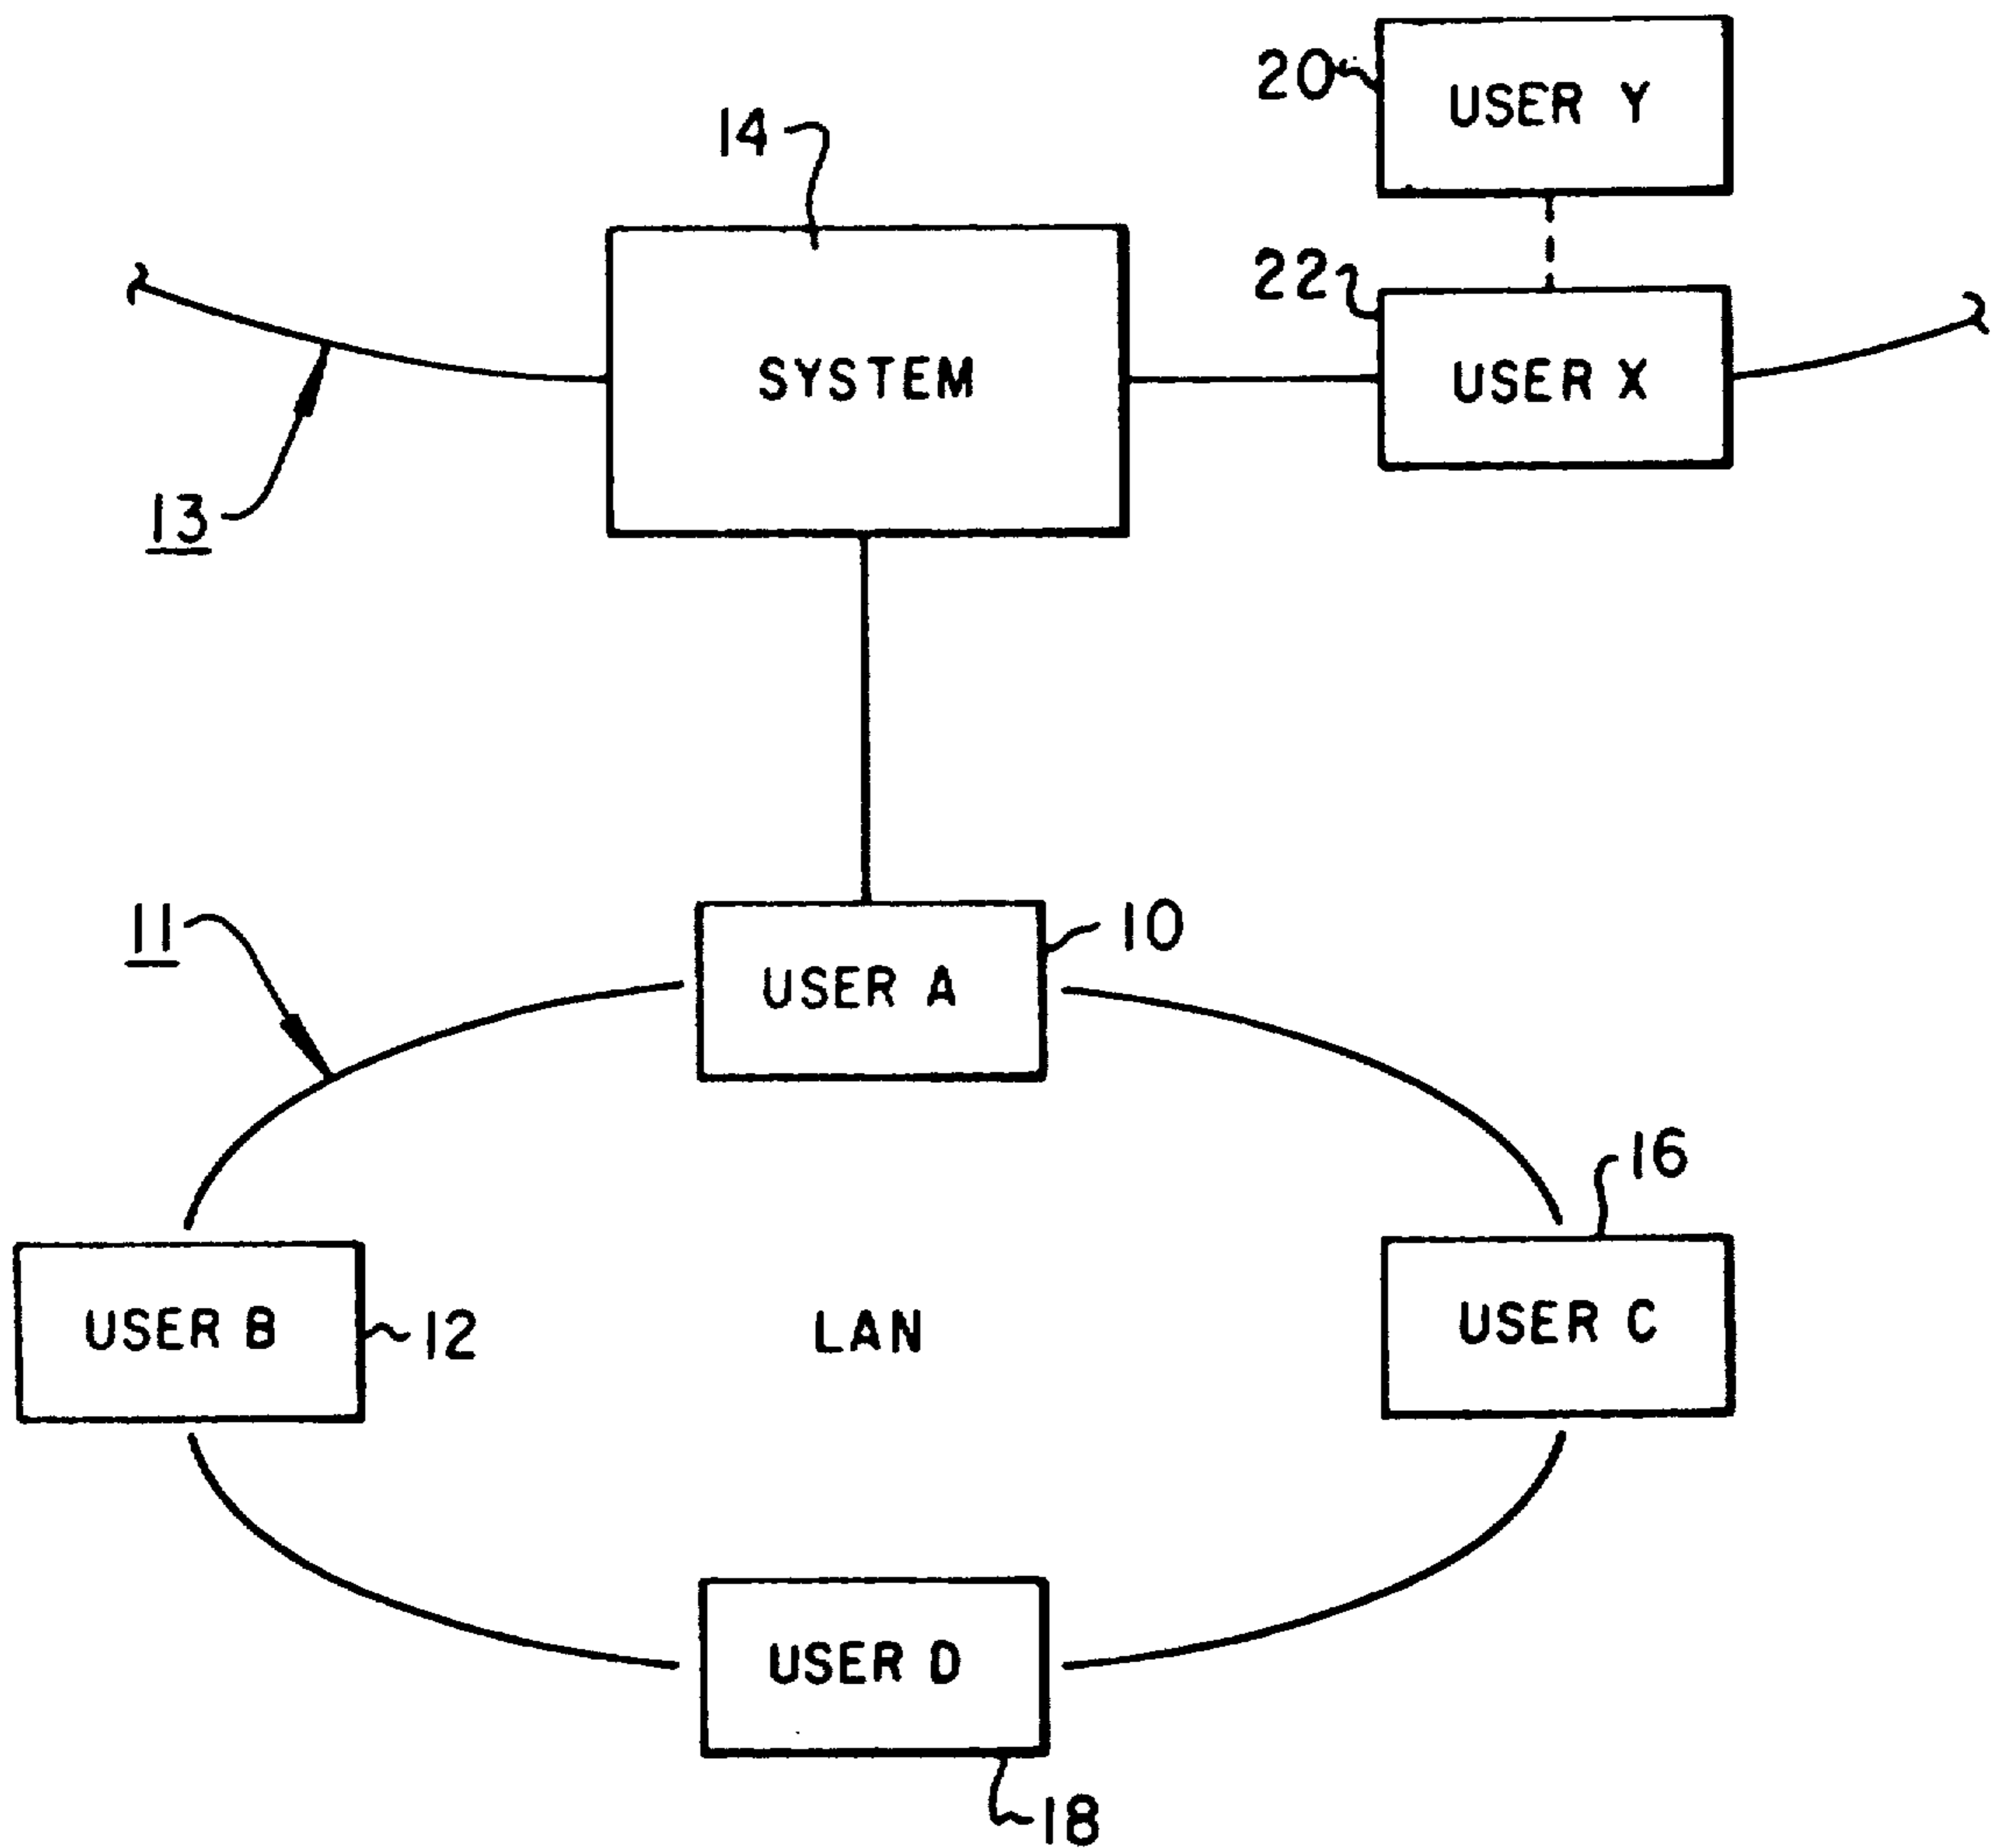 20
USER Y
14
22
SYSTEM
USER X
13
11
10
USER A
16
USER B
12
LAN
USER C
USER D
18